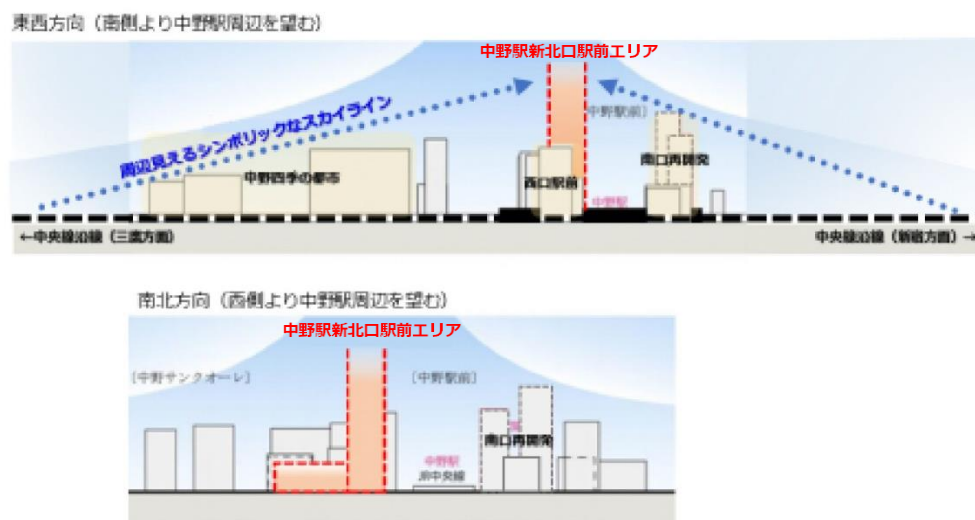 東西方向（南側より中野駅周辺を望む）
中野駅新北口駅前エリア
周辺見えるシンボリックなスカイライン
中野駅前］
中野四季の都市
西口駅前
南口再開発
中野駅
←中央線沿線（三鷹方面）
中央線沿線（新宿方面）→
南北方向（西側より中野駅周辺を望む）
中野駅新北口駅前エリア
［中野サンクオーレ］
［中野駅前］
南口再開発
中野駅
JR中央線